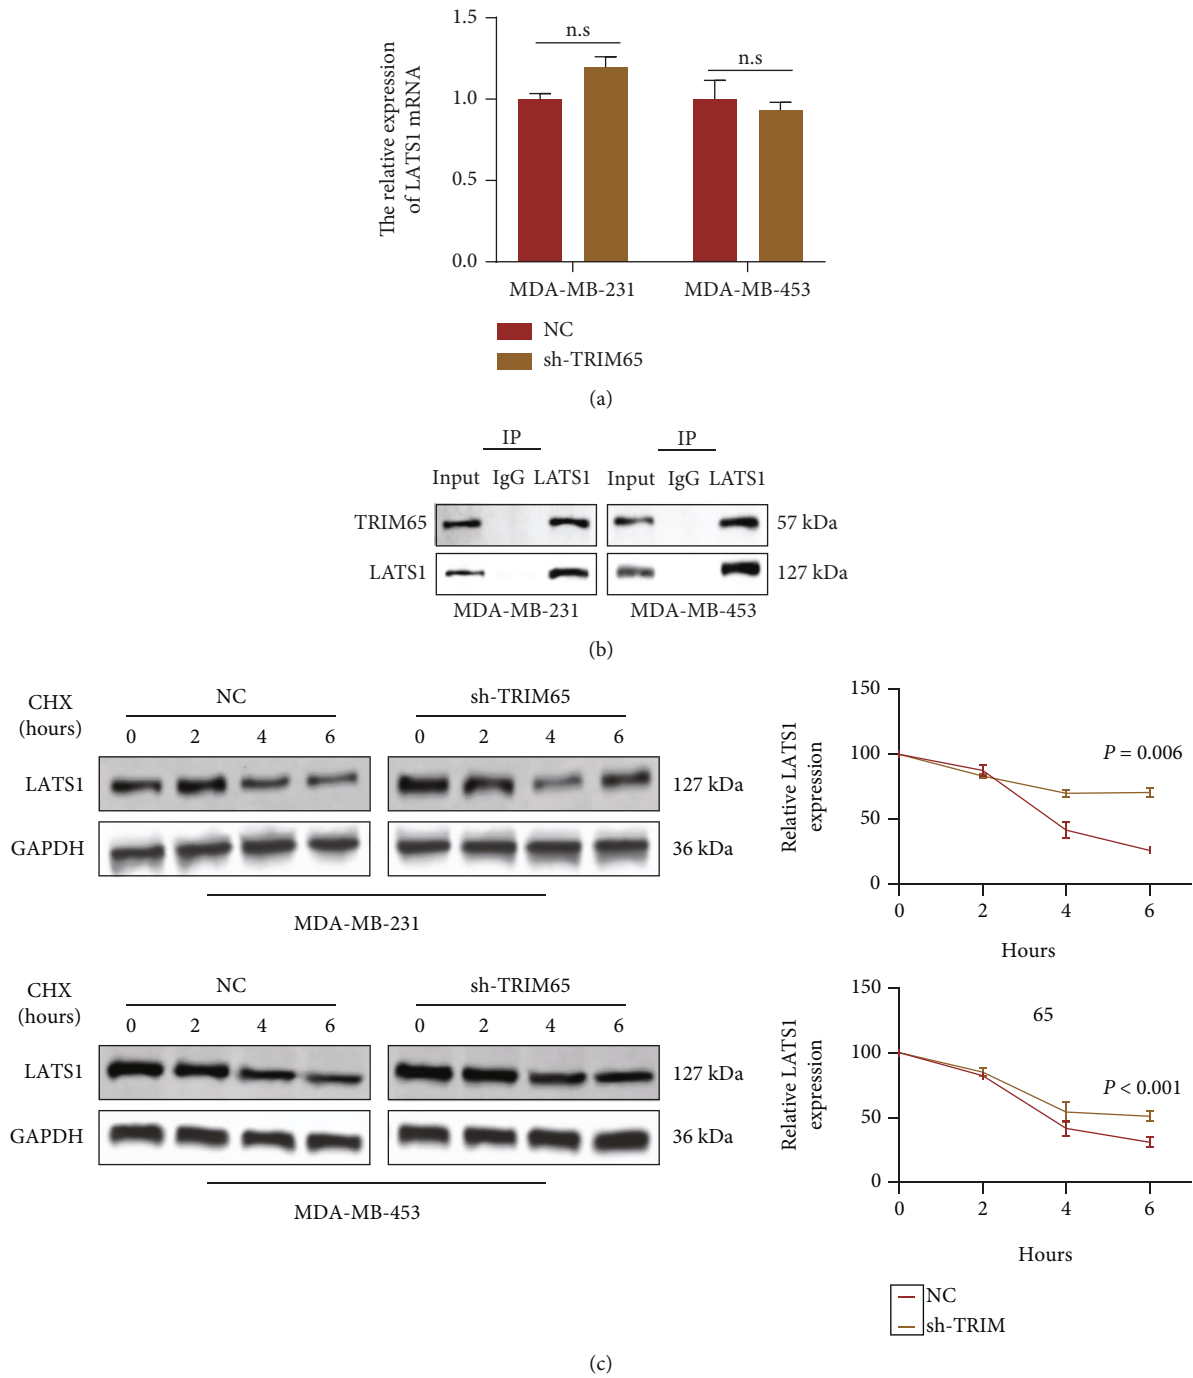 1.5
1.0
0.5
0.0
The relative expression
of LATS1 mRNA
n.s
n.s
MDA-MB-231
MDA-MB-453
NC
sh-TRIM65
(a)
IP
IP
Input IgG LATS1
Input IgG LATS1
TRIM65
57 kDa
LATS1
127 kDa
MDA-MB-231
MDA-MB-453
(b)
CHX
(hours)
NC
sh-TRIM65
0 2 4 6
0 2 4 6
LATS1
127 kDa
GAPDH
36 kDa
MDA-MB-231
Relative LATS1
expression
150
100
50
0
P = 0.006
0 2 4 6
Hours
CHX
(hours)
NC
sh-TRIM65
0 2 4 6
0 2 4 6
LATS1
127 kDa
GAPDH
36 kDa
MDA-MB-453
Relative LATS1
expression
150
100
50
0
65
P < 0.001
0 2 4 6
Hours
NC
sh-TRIM
(c)